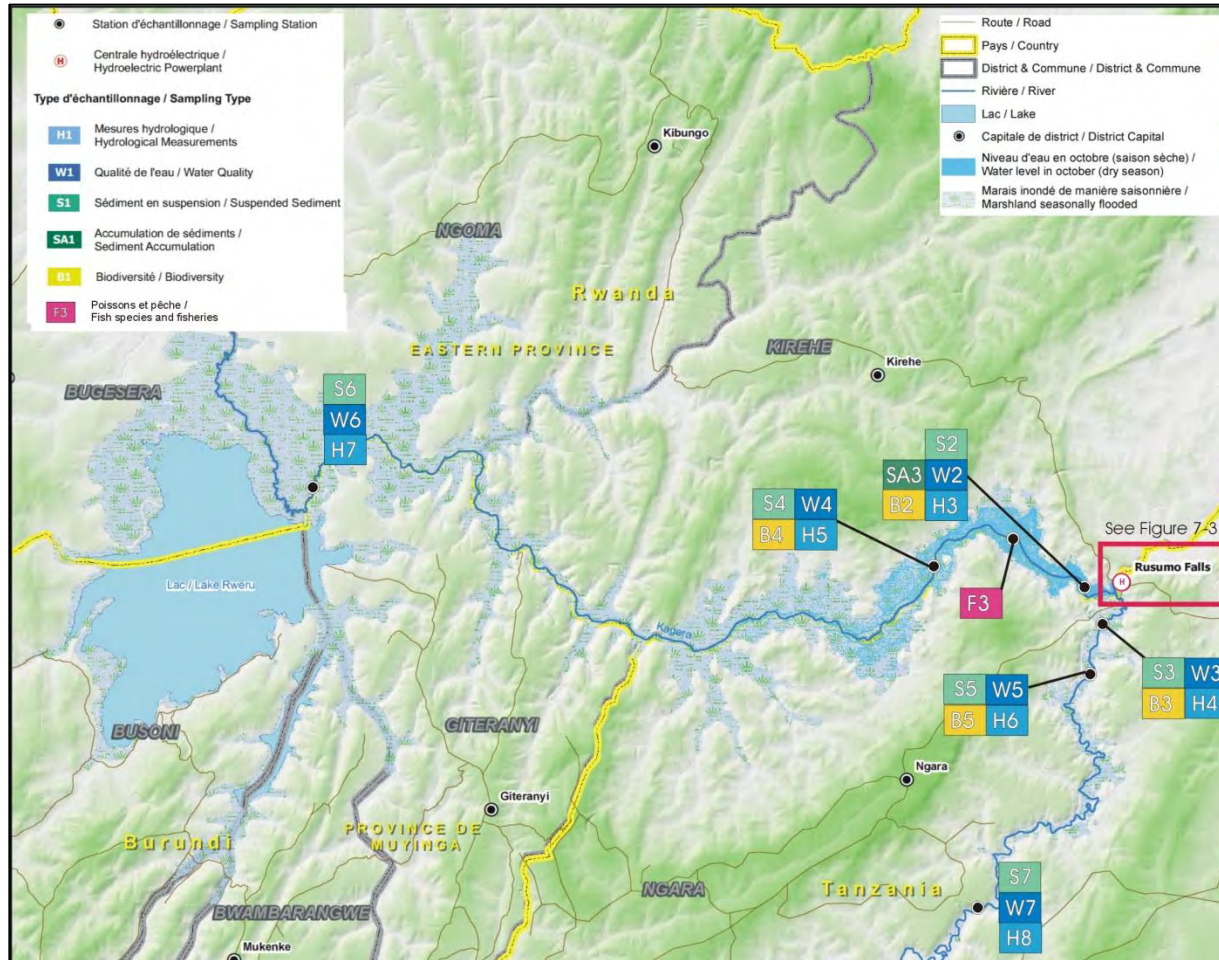 Station d'échantillonnage / Sampling Station
H
Centrale hydroélectrique /
Hydroelectric Powerplant
Type d'échantillonnage / Sampling Type
H1
Mesures hydrologique /
Hydrological Measurements
W1
Qualité de l'eau / Water Quality
S1
Sédiment en suspension / Suspended Sediment
SA1
Accumulation de sédiments /
Sediment Accumulation
B1
Biodiversité / Biodiversity
F3
Poissons et pêche /
Fish species and fisheries
Route / Road
Pays / Country
District & Commune / District & Commune
Rivière / River
Lac / Lake
Capitale de district / District Capital
Niveau d'eau en octobre (saison sèche) /
Water level in october (dry season)
Marais inondé de manière saisonnière /
Marshland seasonally flooded
Kibungo
NGOMA
Rwanda
EASTERN PROVINCE
KIREHE
Kirehe
BUGESERA
S6
W6
H7
S2
SA3 W2
B2 H3
S4 W4
B4 H5
See Figure 7-3
Rusumo Falls
H
F3
Lac / Lake Rweru
Kagera
S3 W3
B3 H4
S5 W5
B5 H6
BUSONI
GITERANYI
Ngara
Giteranyi
Burundi
PROVINCE DE
MUYINGA
NGARA
Tanzania
S7
W7
H8
BWAMBARANGWE
Mukenke